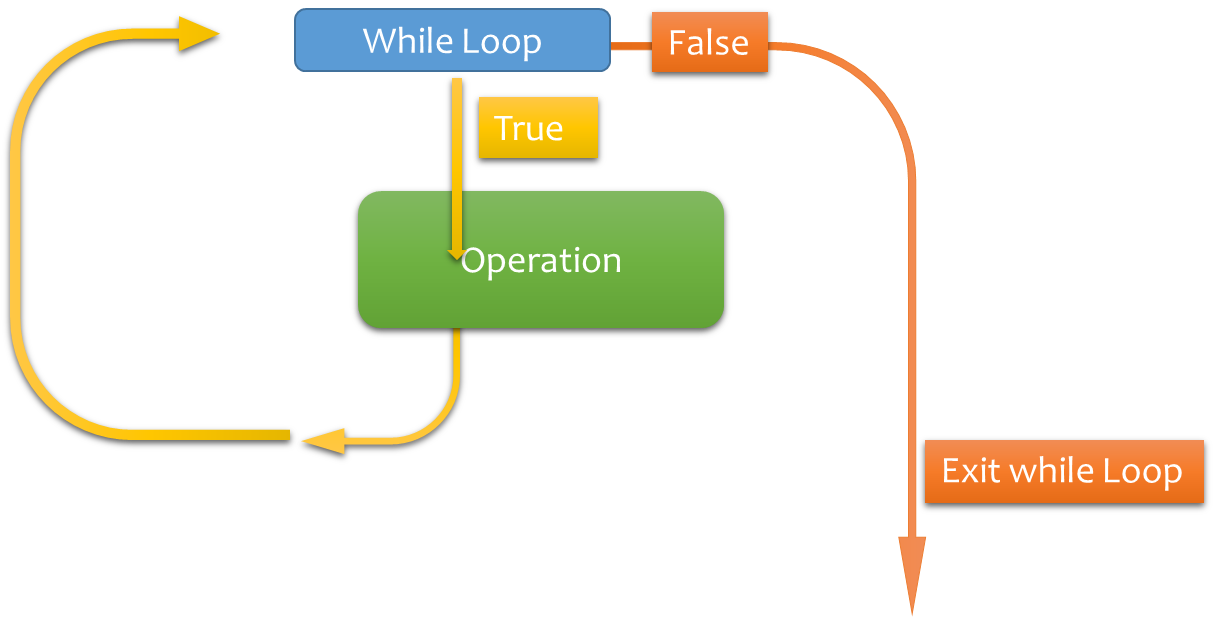 While Loop
False
True
Operation
Exit while Loop